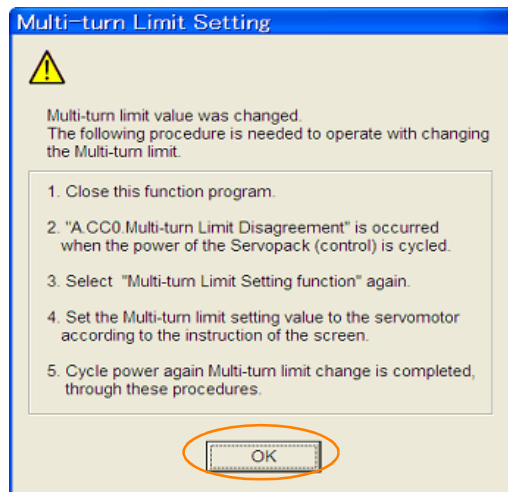 Multi-turn Limit Setting
Multi-turn limit value was changed.
The following procedure is needed to operate with changing
the Multi-turn limit.
1. Close this function program.
2. "A.CC0.Multi-turn Limit Disagreement" is occurred
when the power of the Servopack (control) is cycled.
3. Select "Multi-turn Limit Setting function" again.
4. Set the Multi-turn limit setting value to the servomotor
according to the instruction of the screen.
5. Cycle power again Multi-turn limit change is completed,
through these procedures.
OK